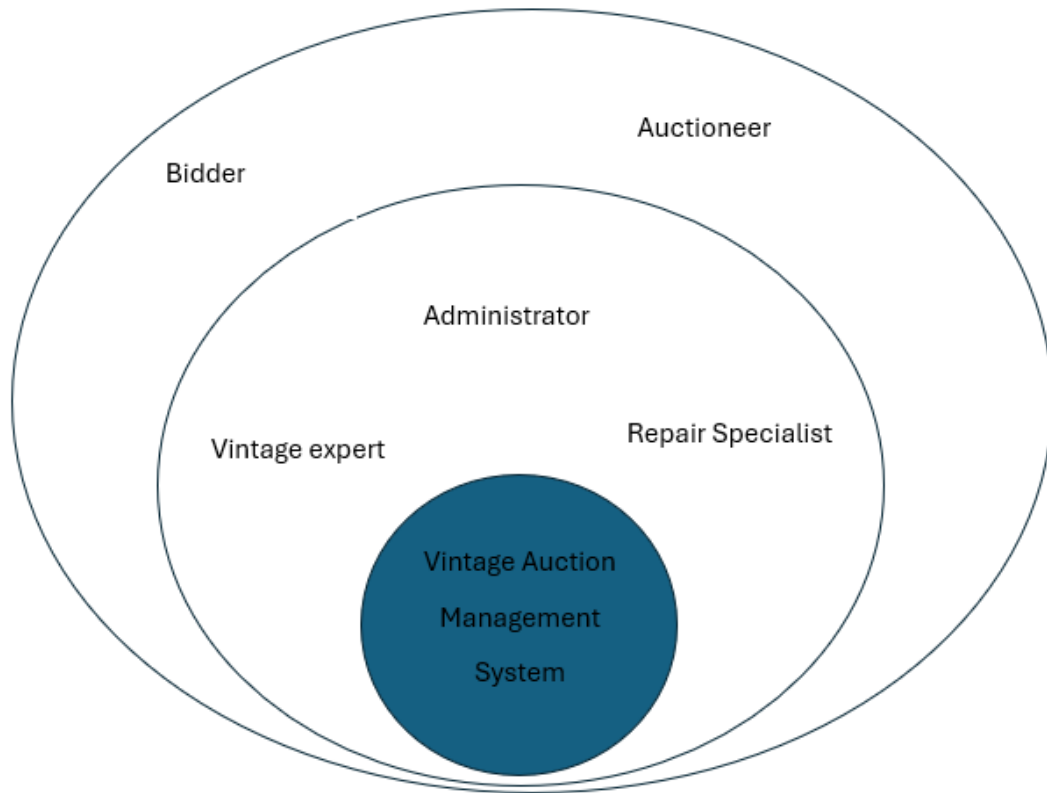 Auctioneer
Bidder
Administrator
Repair Specialist
Vintage expert
Vintage Auction
Management
System